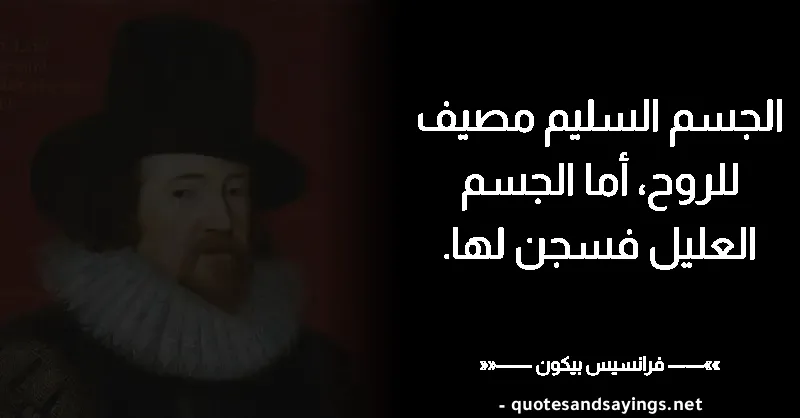 الجسم السليم مصيف
للروح، أما الجسم
العليل فسجن لها.
»»—— فرانسيس بيكون ——««
- quotesandsayings.net